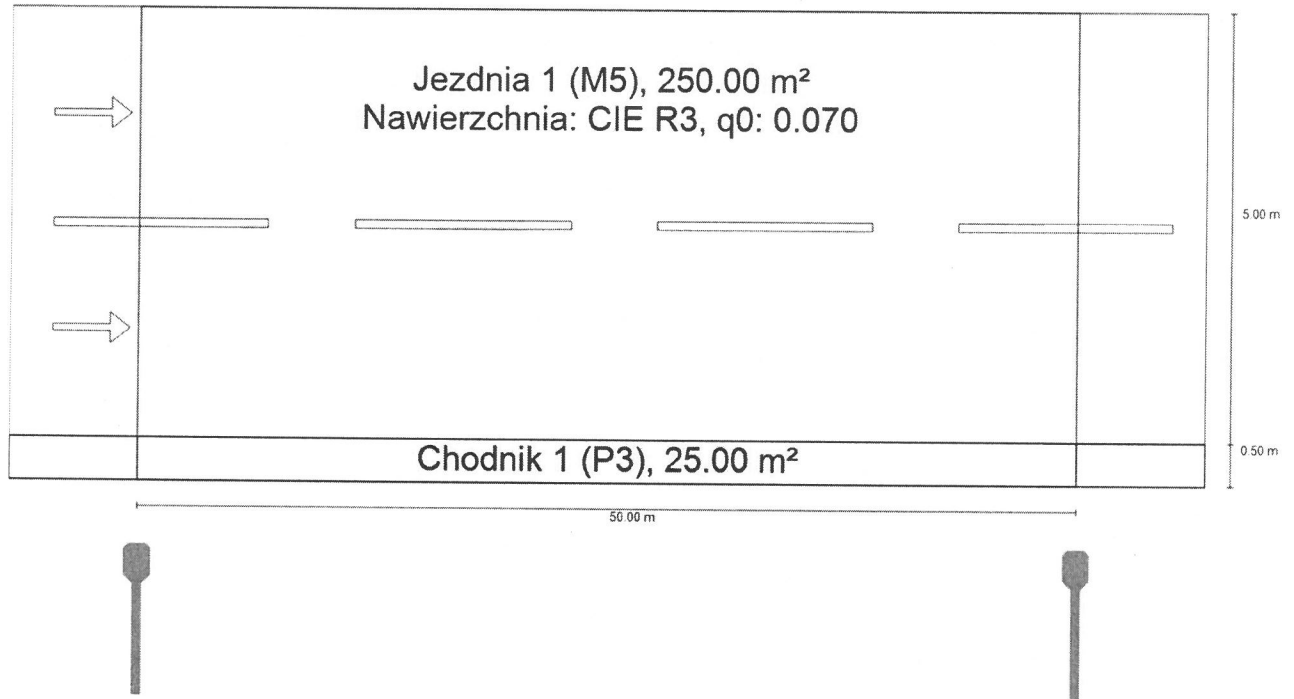 Jezdnia 1 (M5), 250.00 m²
Nawierzchnia: CIE R3, q0: 0.070
5.00 m
Chodnik 1 (P3), 25.00 m²
0.50 m
50.00 m